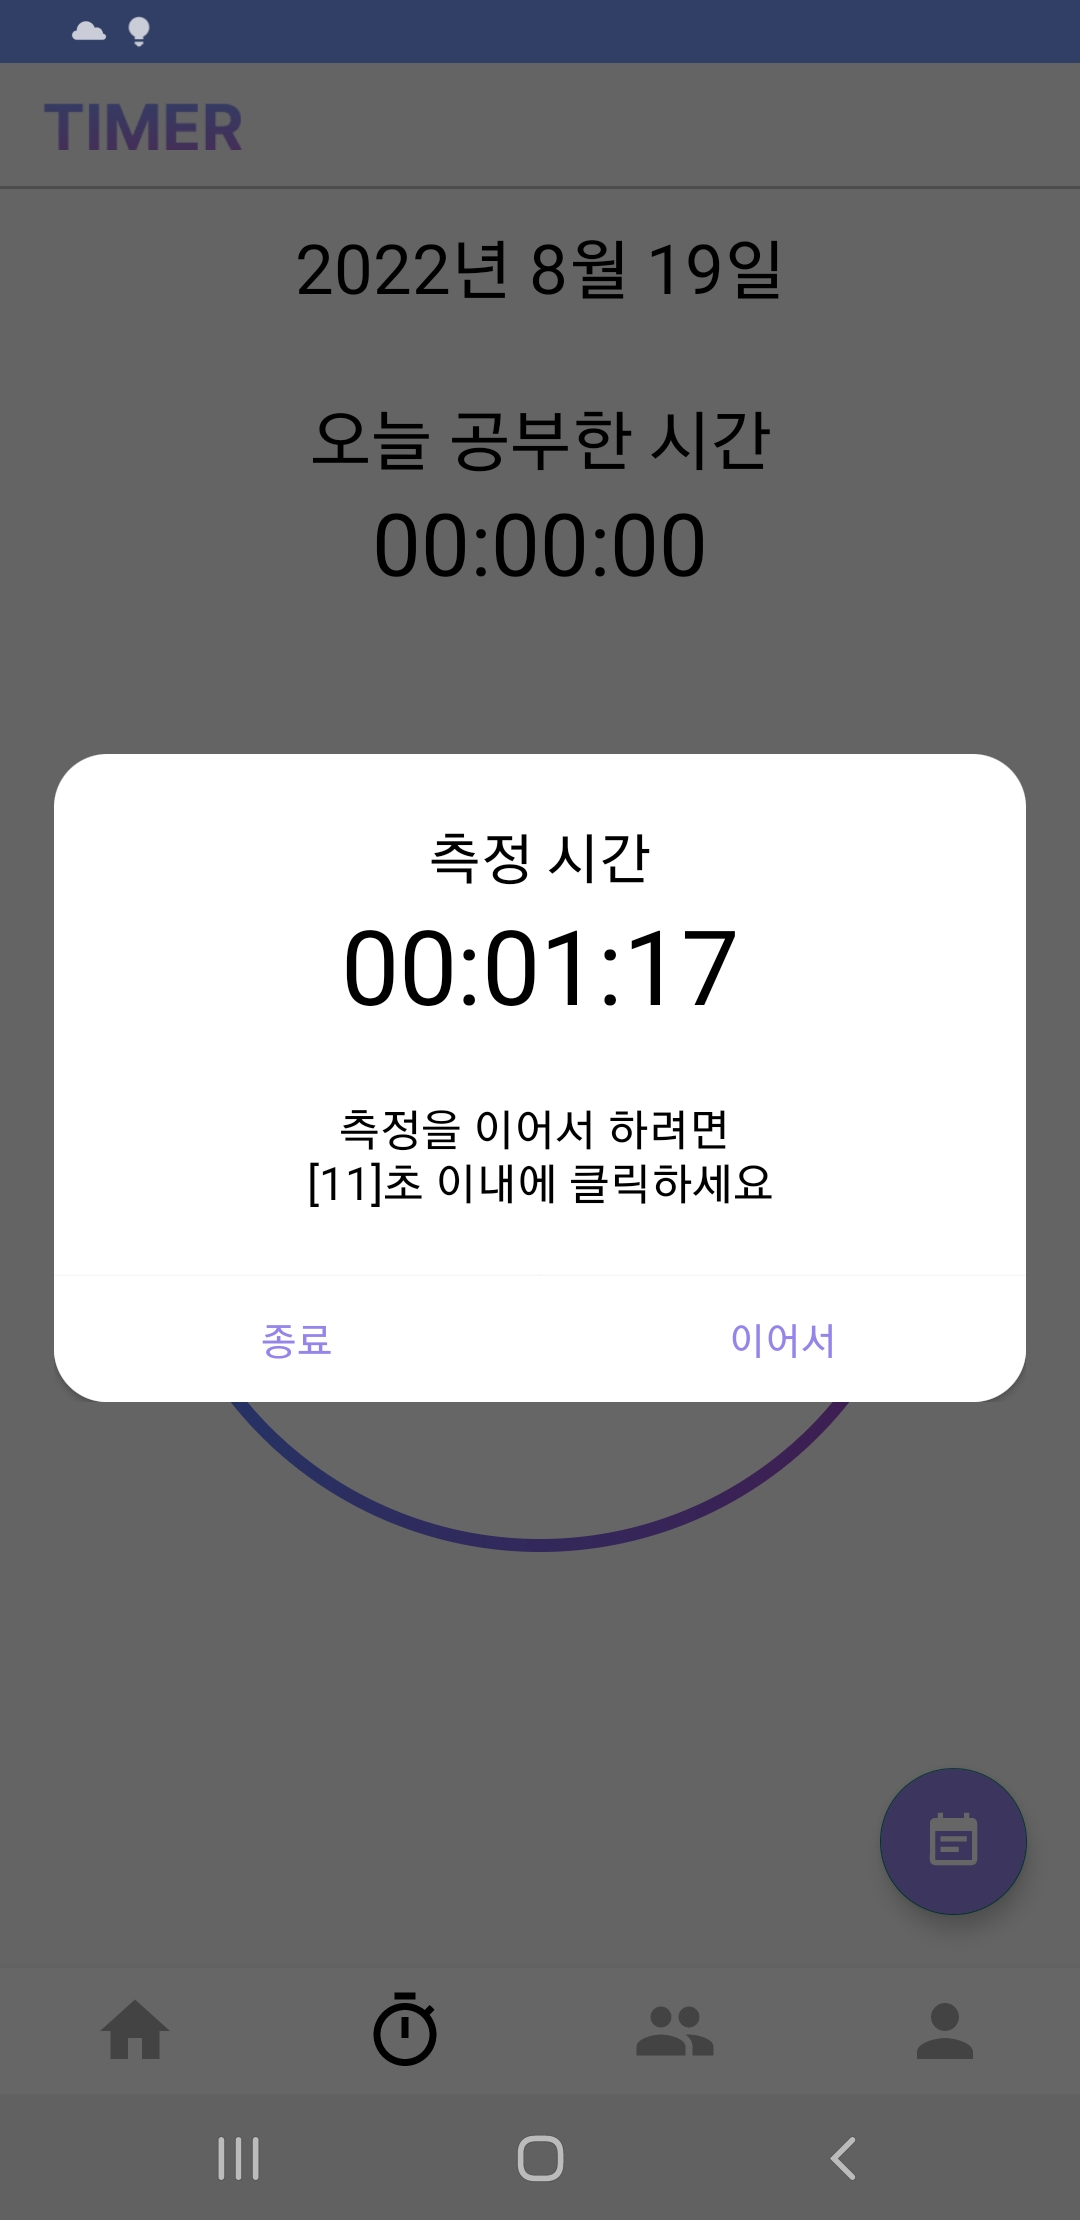 TIMER
2022년 8월 19일
오늘 공부한 시간
00:00:00
측정 시간
00:01:17
측정을 이어서 하려면
[11]초 이내에 클릭하세요
종료
이어서